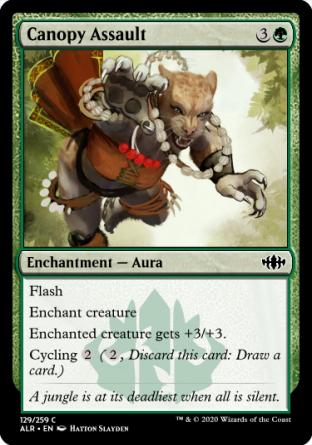 Canopy Assault 3
Enchantment — Aura
Flash
Enchant creature
Enchanted creature gets +3/+3.
Cycling 2 ( 2, Discard this card: Draw a
card.)
A jungle is at its deadliest when all is silent.
129/259 C
ALR • EN HATTON SLAYDEN
™ & © 2020 Wizards of the Coast